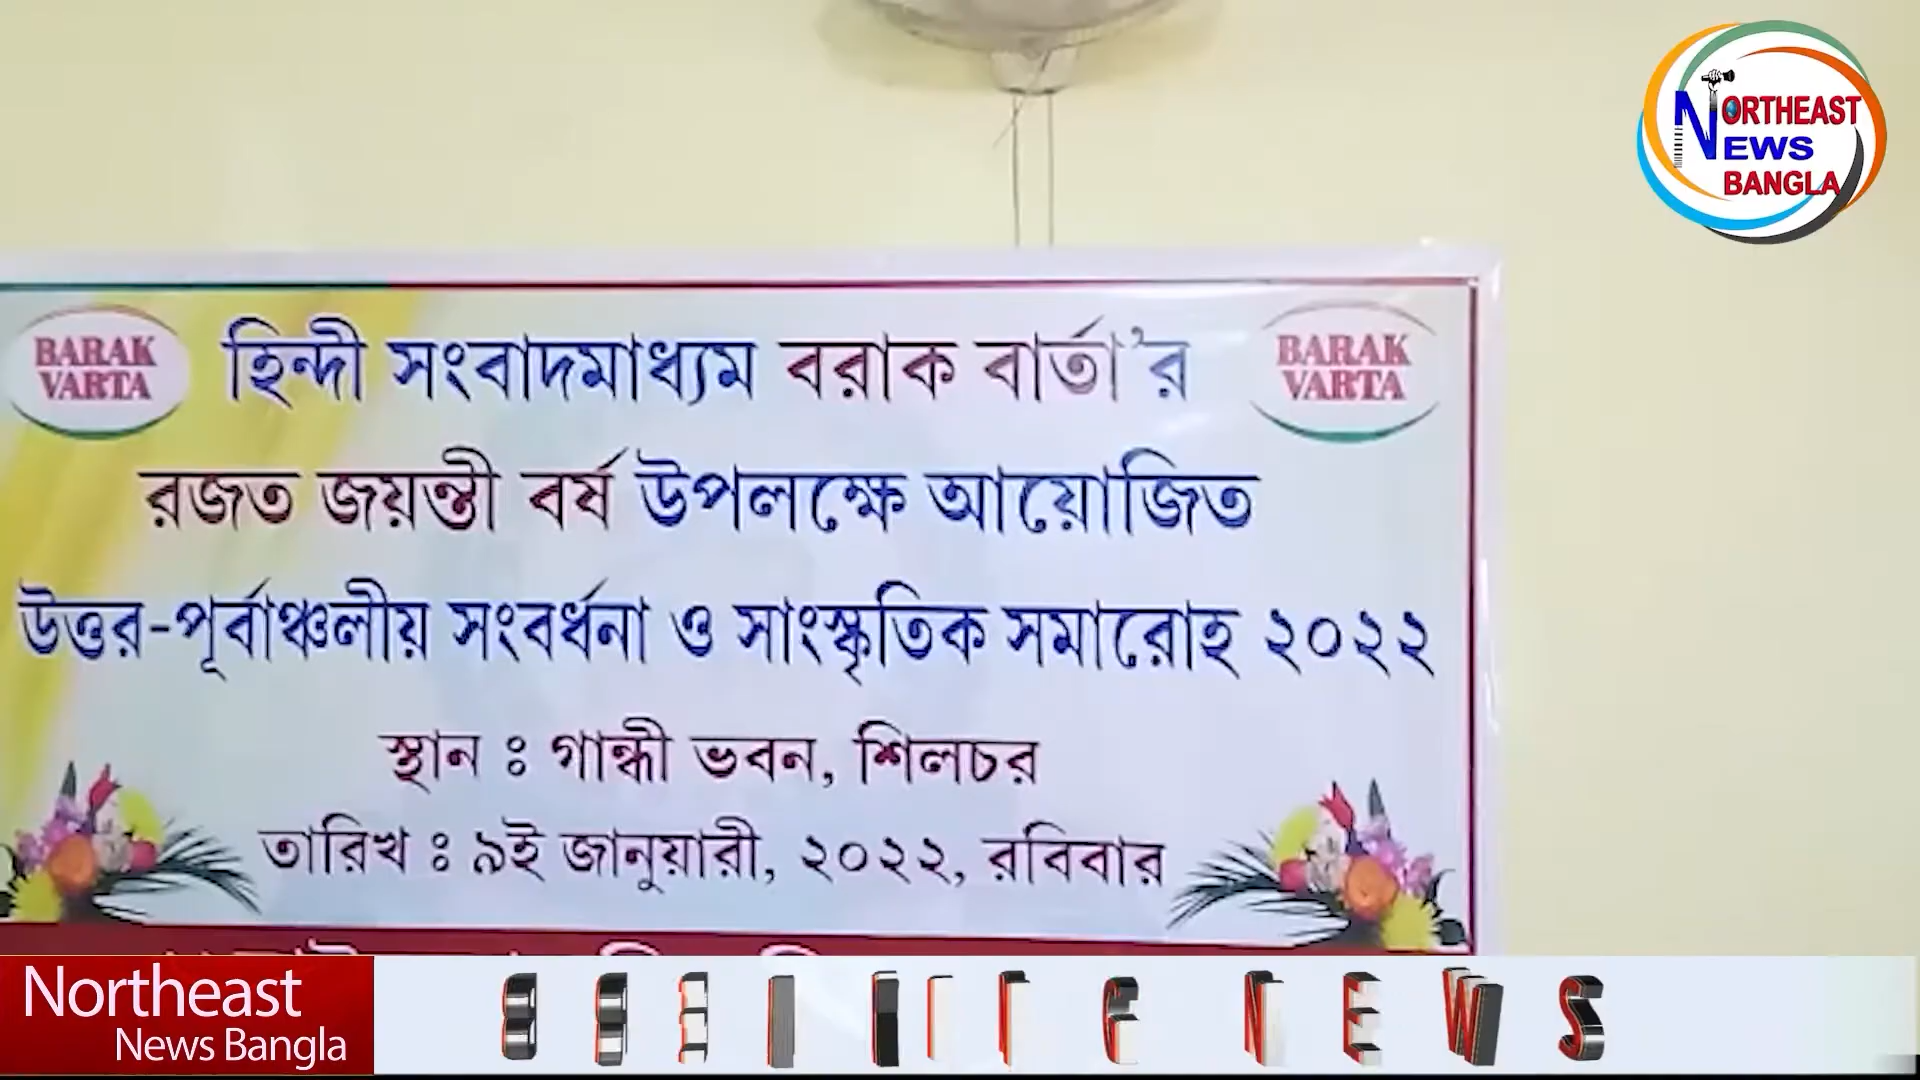 NORTHEAST
NEWS
BANGLA
BARAK
VARTA
হিন্দী সংবাদমাধ্যম বরাক বার্তা'র
BARAK
VARTA
রজত জয়ন্তী বর্ষ উপলক্ষে আয়োজিত
উত্তর-পূর্বাঞ্চলীয় সংবর্ধনা ও সাংস্কৃতিক সমারোহ ২০২২
স্থান ঃ গান্ধী ভবন, শিলচর
তারিখ ঃ ৯ই জানুয়ারী, ২০২২, রবিবার
Northeast
News Bangla
NEWS